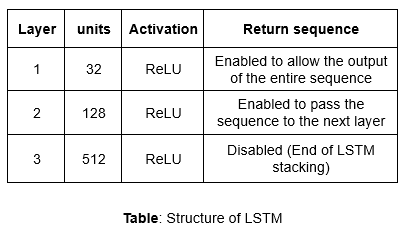 Layer units Activation Return sequence
1 32 ReLU Enabled to allow the output
of the entire sequence
2 128 ReLU Enabled to pass the
sequence to the next layer
3 512 ReLU Disabled (End of LSTM
stacking)
Table: Structure of LSTM